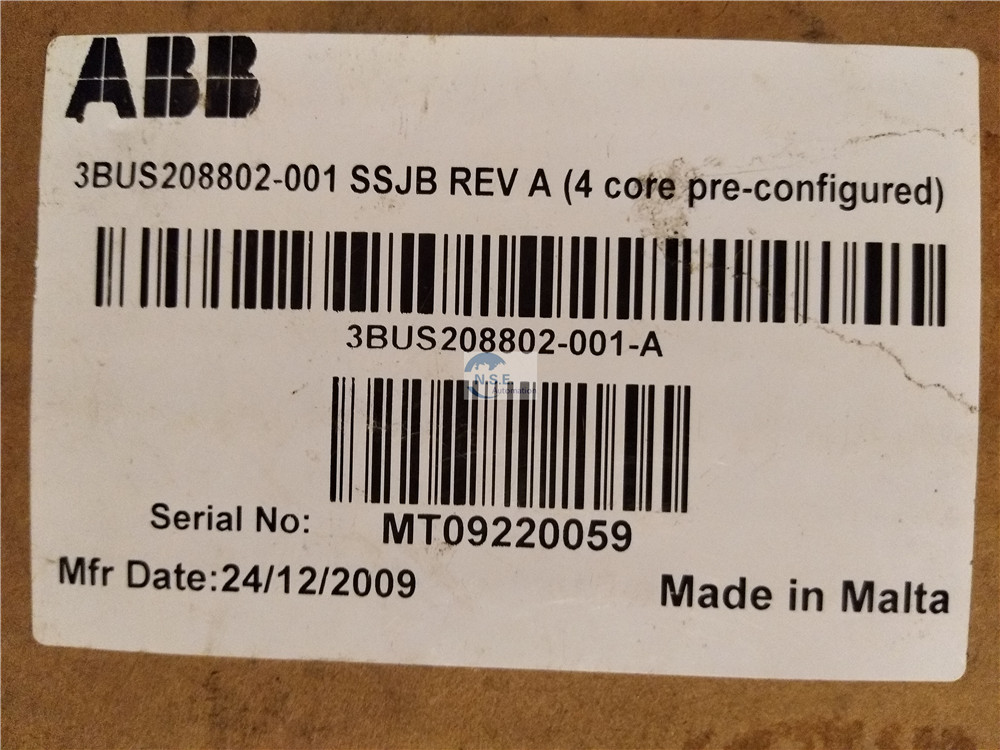 ABB
3BUS208802-001 SSJB REV A (4 core pre-configured)
3BUS208802-001-A
N.S.E
Automation
Serial No: MT09220059
Mfr Date:24/12/2009
Made in Malta